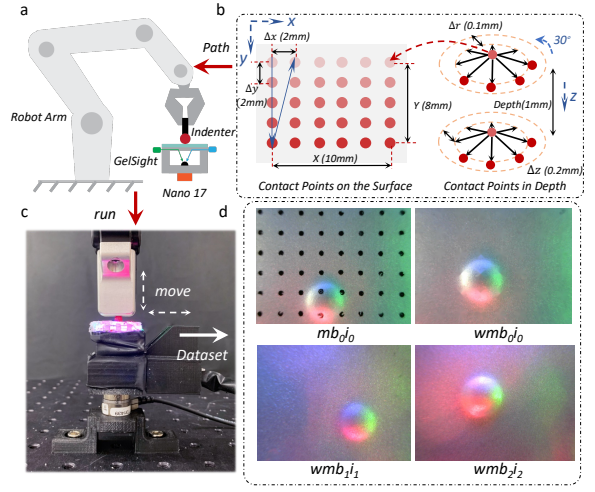 a
Path
Robot Arm
Indenter
GelSight
Nano 17
run
b
x
y
Δx
(2mm)
Δy
(2mm)
Y (8mm)
X (10mm)
Contact Points on the Surface
Δr (0.1mm)
30°
Depth(1mm)
z
Δz (0.2mm)
Contact Points in Depth
c
move
Dataset
d
mb₀i₀
wmb₀i₀
wmb₁i₁
wmb₂i₂